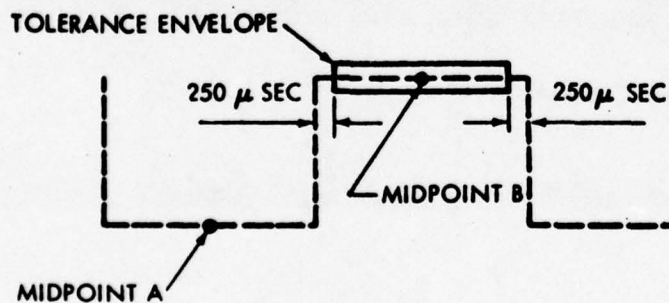 TOLERANCE ENVELOPE
250 μ SEC
250 μ SEC
MIDPOINT B
MIDPOINT A